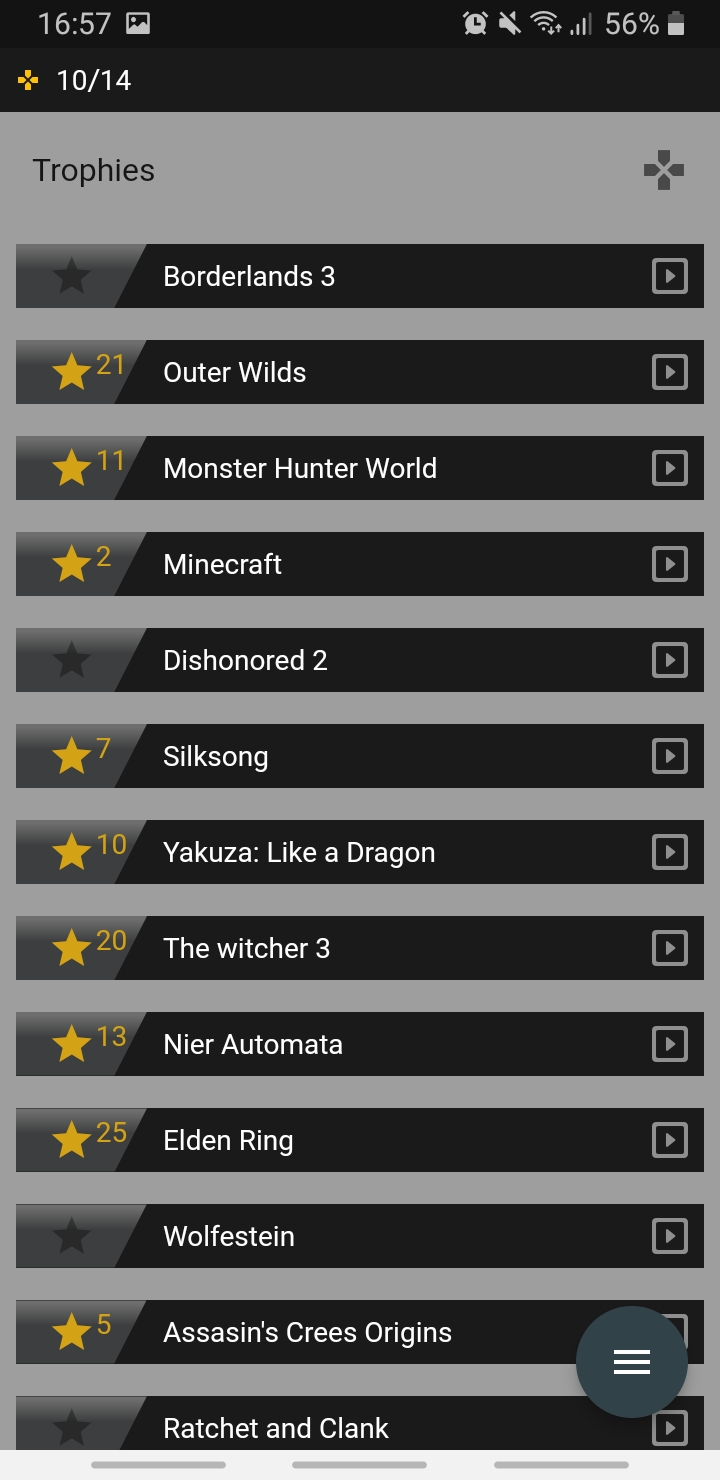 16:57 56%
10/14
Trophies
Borderlands 3
21 Outer Wilds
11 Monster Hunter World
2 Minecraft
Dishonored 2
7 Silksong
10 Yakuza: Like a Dragon
20 The witcher 3
13 Nier Automata
25 Elden Ring
Wolfestein
5 Assasin's Crees Origins
Ratchet and Clank